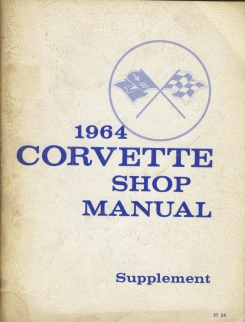 1964
CORVETTE
SHOP
MANUAL
Supplement